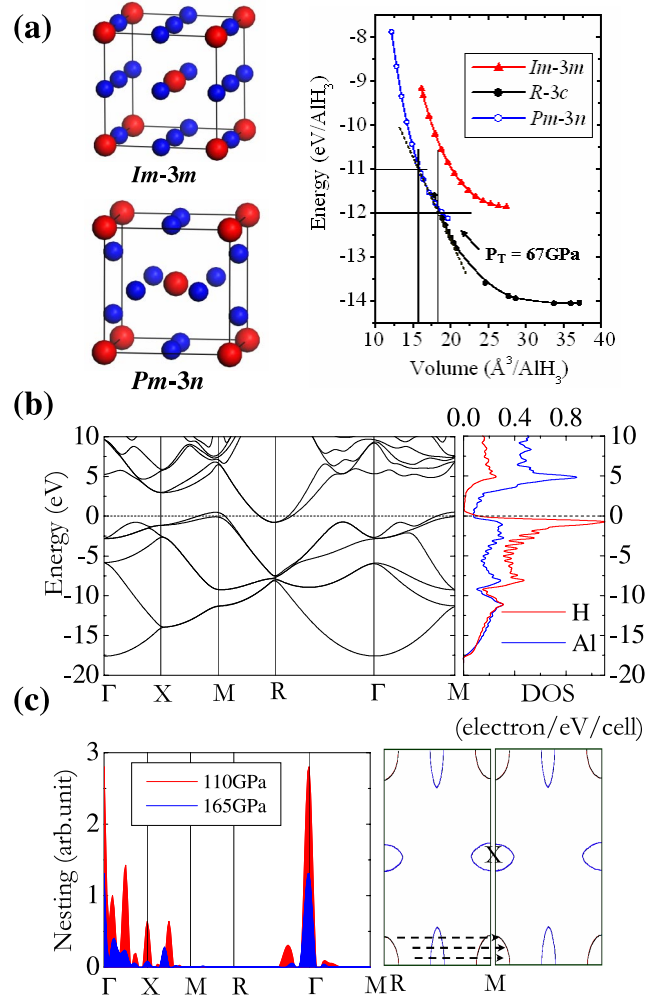 (a)
Im-3m
Pm-3n
Energy (eV/AlH3)
-8
-9
-10
-11
-12
-13
-14
Im-3m
R-3c
Pm-3n
PT = 67GPa
10 15 20 25 30 35 40
Volume (Å3/AlH3)
(b)
Energy (eV)
10
5
0
-5
-10
-15
-20
Γ X M R Γ M
0.0 0.4 0.8
10
5
0
-5
-10
-15
-20
H
Al
DOS
(electron/eV/cell)
(c)
Nesting (arb.unit)
3
2
1
0
110GPa
165GPa
Γ X M R Γ M
X
R M